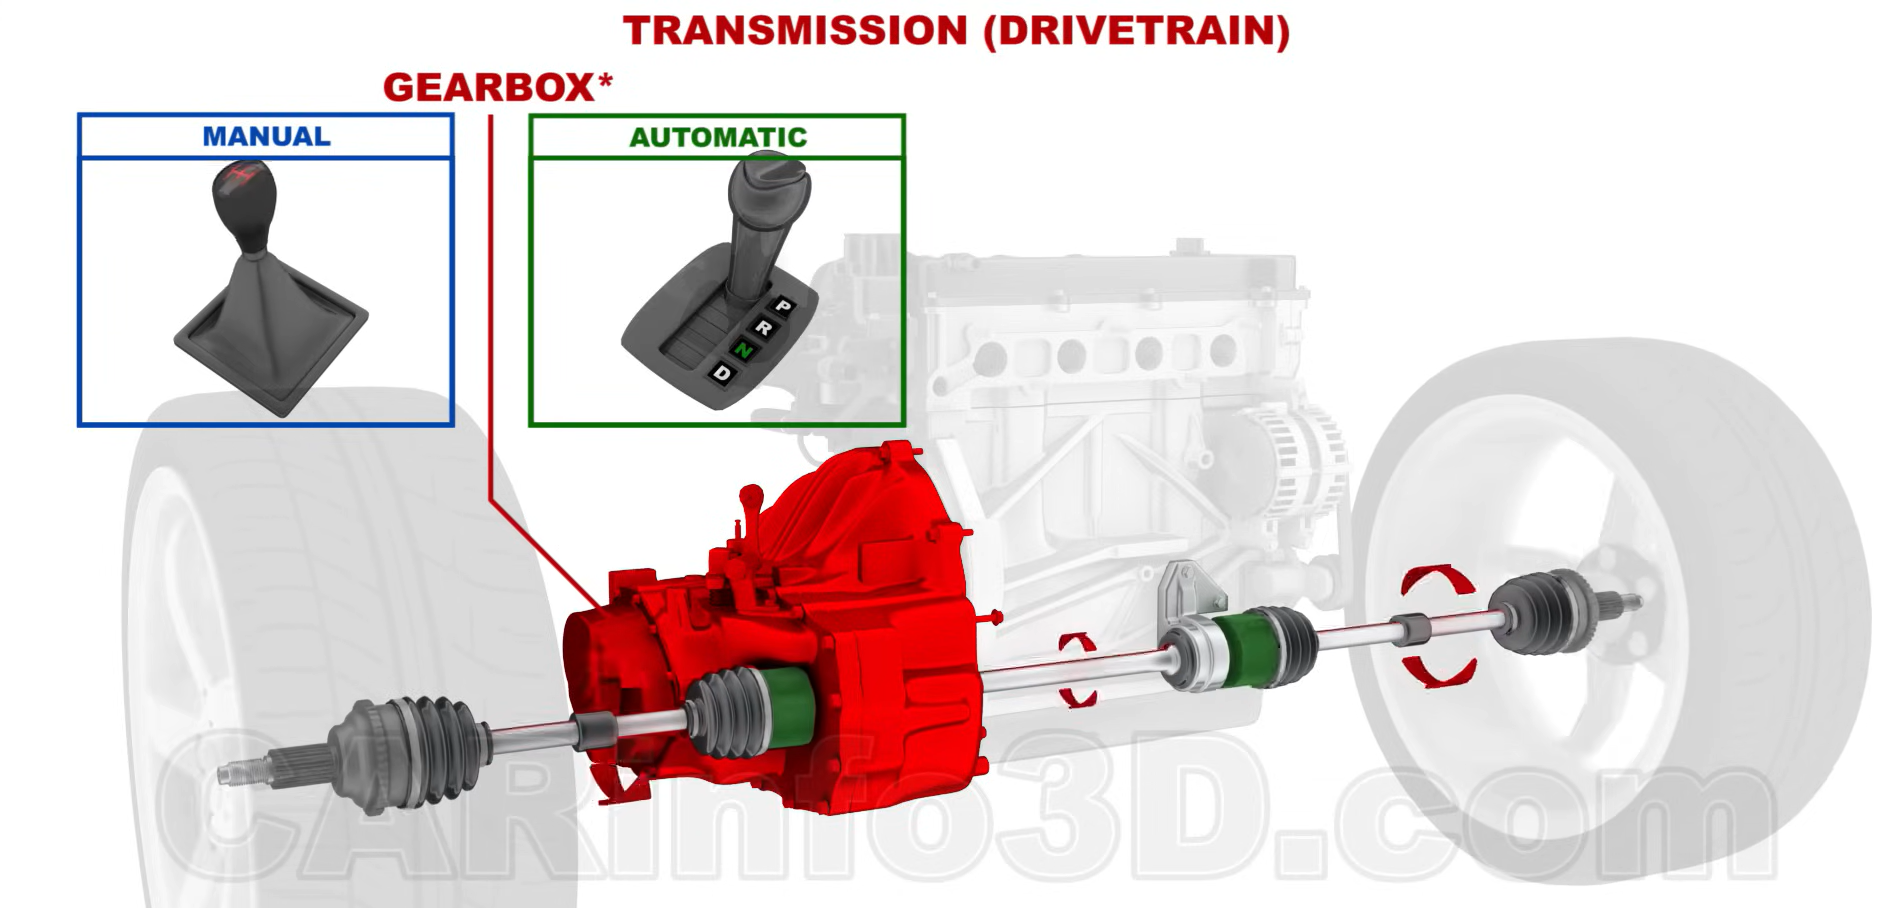 TRANSMISSION (DRIVETRAIN)
GEARBOX*
MANUAL
AUTOMATIC
P
R
N
D
CARinfo3D.com